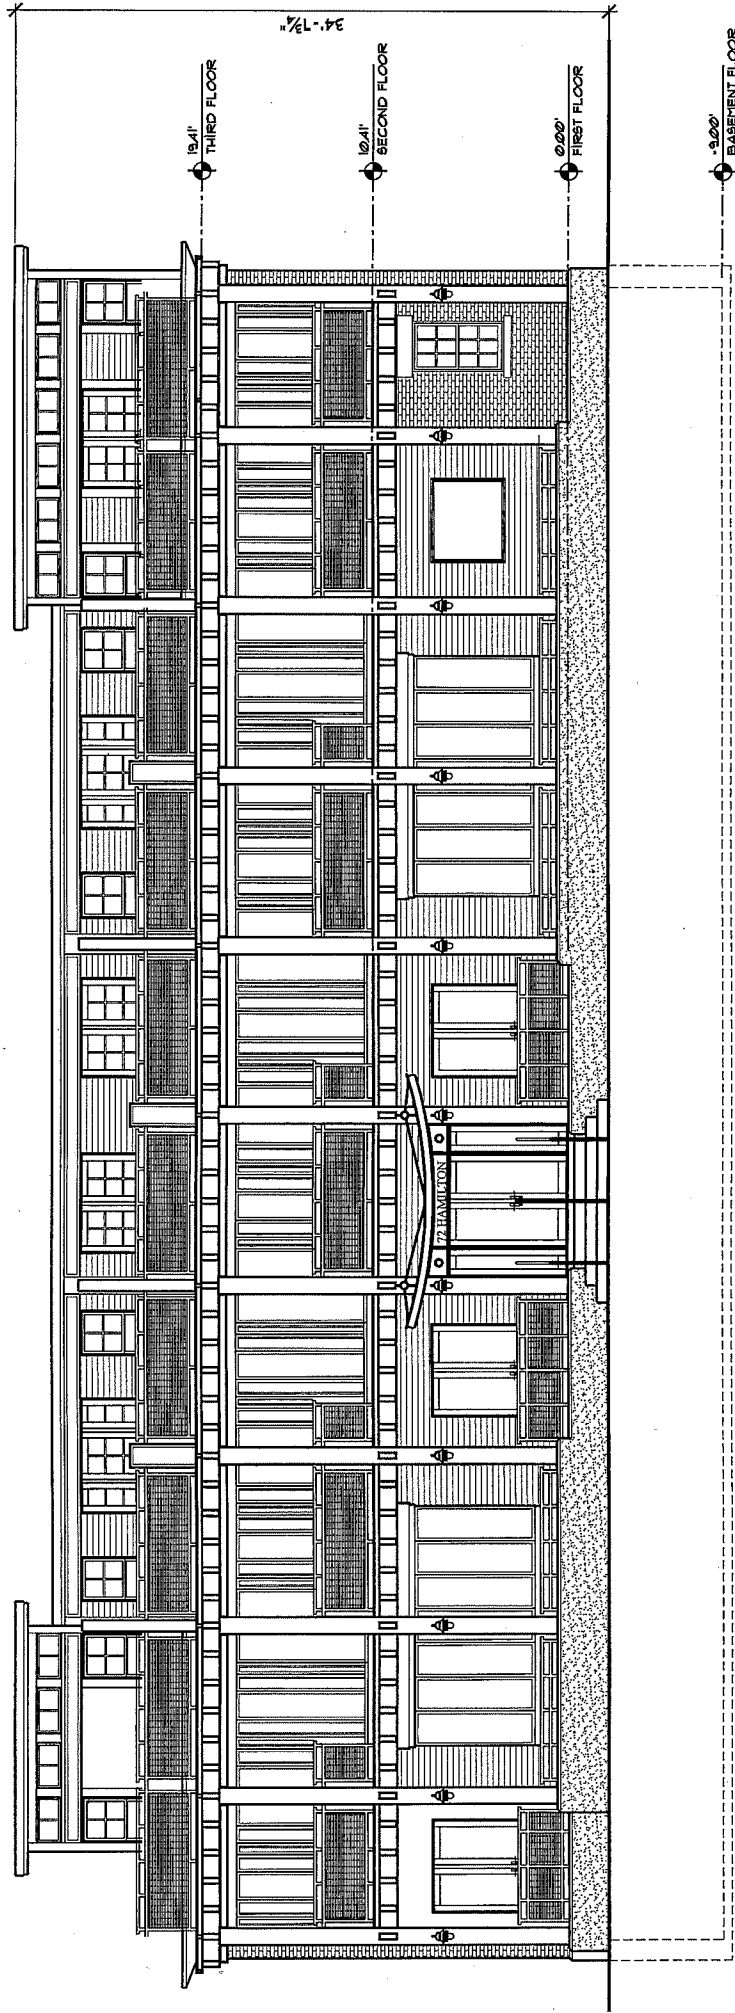 34'-7¾"
19.41'
THIRD FLOOR
10.41'
SECOND FLOOR
0.00'
FIRST FLOOR
-9.00'
BASEMENT FLOOR
72 HAMILTON